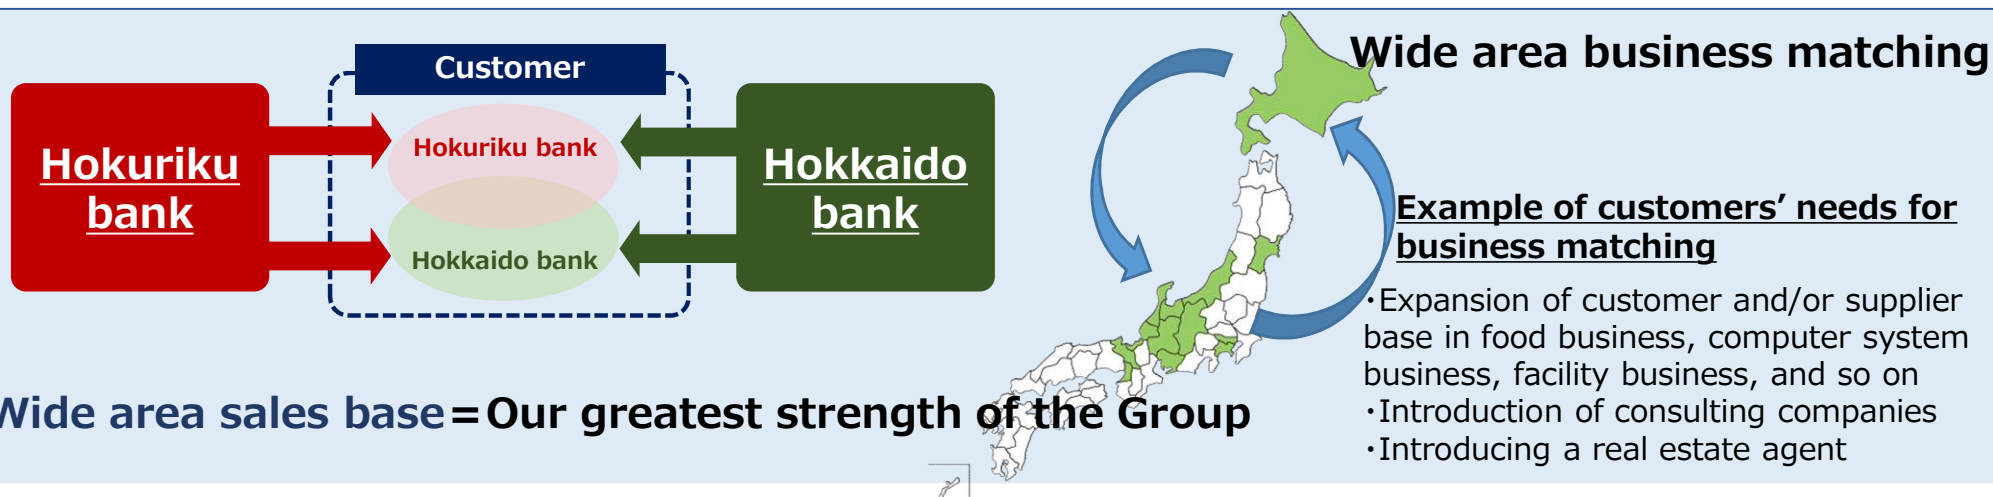 Customer
Hokuriku
bank
Hokuriku bank
Hokkaido bank
Hokkaido
bank
Wide area sales base=Our greatest strength of the Group
Wide area business matching
Example of customers’ needs for
business matching
・Expansion of customer and/or supplier
base in food business, computer system
business, facility business, and so on
・Introduction of consulting companies
・Introducing a real estate agent